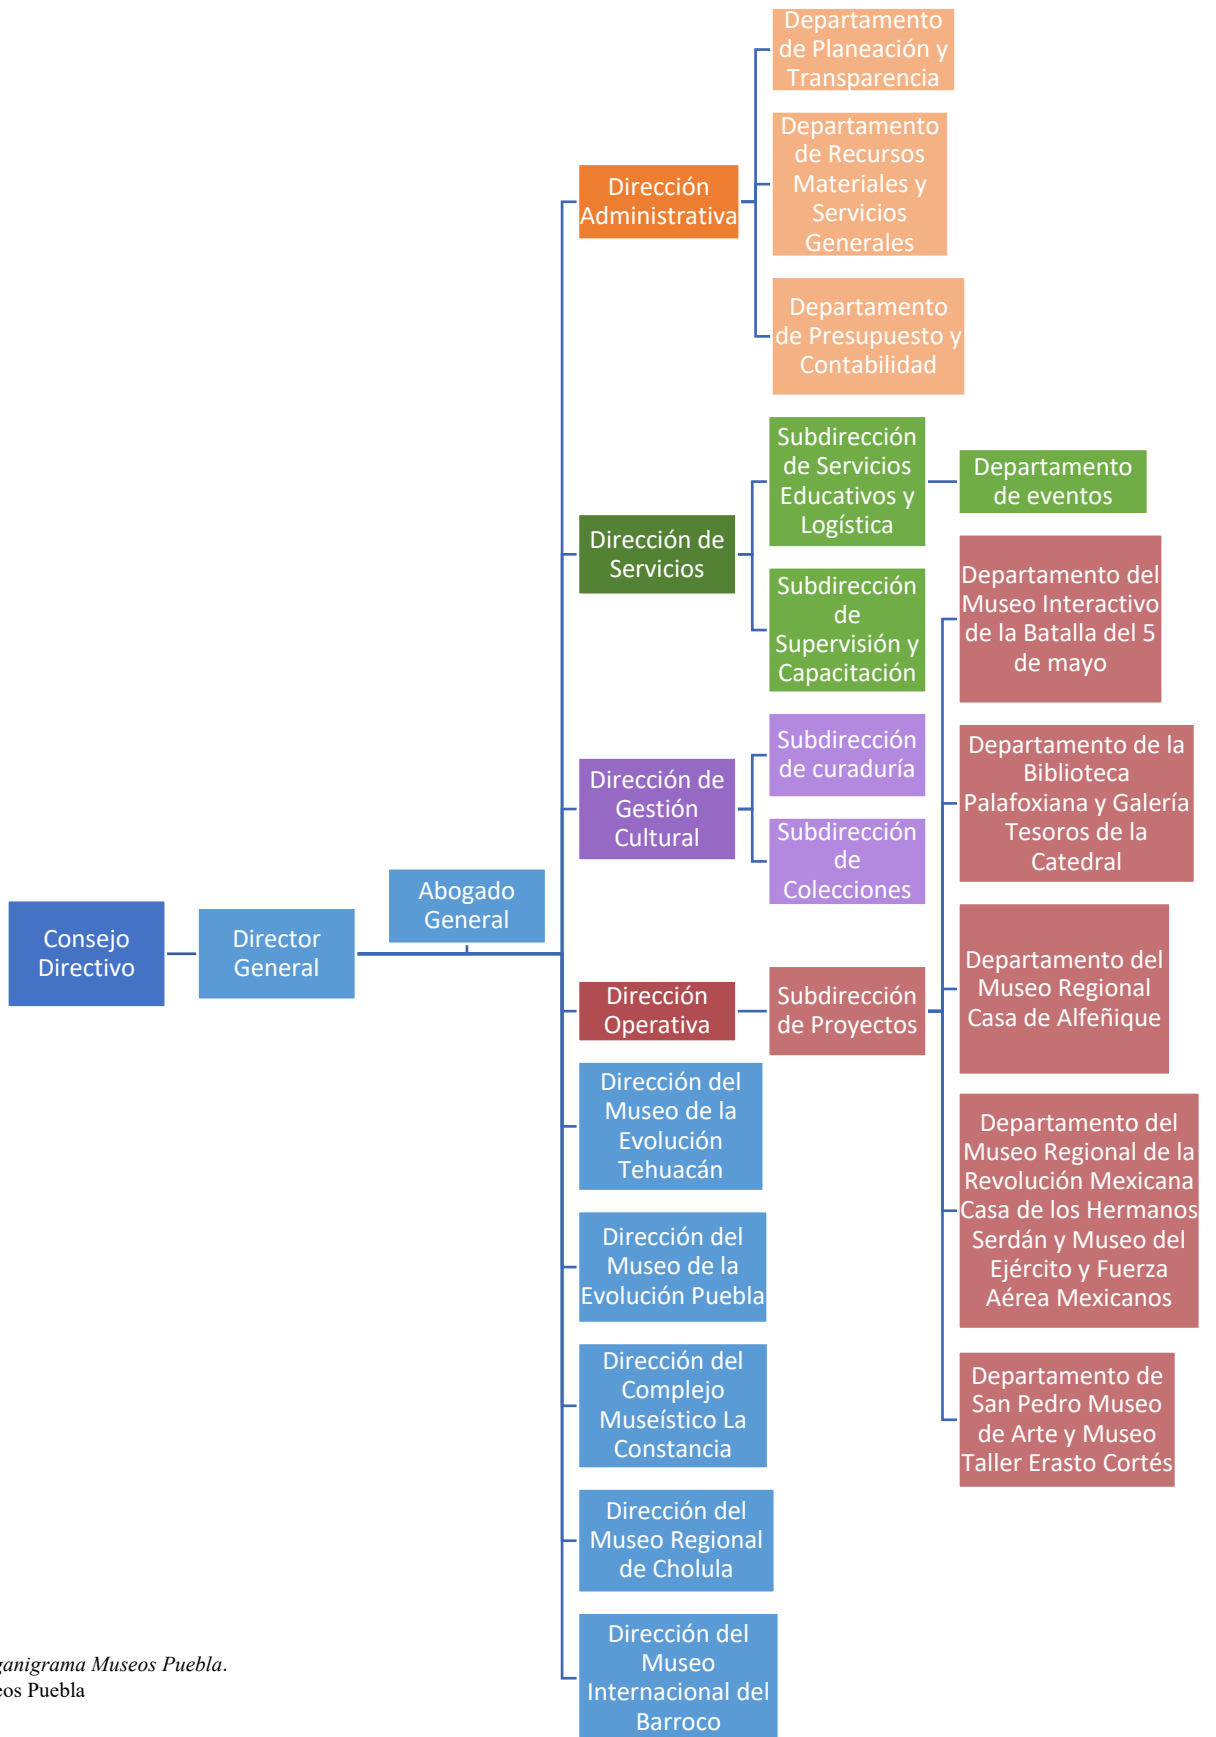 Consejo
Directivo
Director
General
Abogado
General
Dirección
Administrativa
Departamento
de Planeación y
Transparencia
Departamento
de Recursos
Materiales y
Servicios
Generales
Departamento
de Presupuesto y
Contabilidad
Dirección de
Servicios
Subdirección
de Servicios
Educativos y
Logística
Departamento
de eventos
Subdirección
de
Supervisión y
Capacitación
Dirección de
Gestión
Cultural
Subdirección
de curaduría
Subdirección
de
Colecciones
Dirección
Operativa
Subdirección
de Proyectos
Departamento del
Museo Interactivo
de la Batalla del 5
de mayo
Departamento de la
Biblioteca
Palafoxiana y Galería
Tesoros de la
Catedral
Departamento del
Museo Regional
Casa de Alfeñique
Departamento del
Museo Regional de la
Revolución Mexicana
Casa de los Hermanos
Serdán y Museo del
Ejército y Fuerza
Aérea Mexicanos
Departamento de
San Pedro Museo
de Arte y Museo
Taller Erasto Cortés
Dirección del
Museo de la
Evolución
Tehuacán
Dirección del
Museo de la
Evolución Puebla
Dirección del
Complejo
Museístico La
Constancia
Dirección del
Museo Regional
de Cholula
Dirección del
Museo
Internacional del
Barroco
ganigrama Museos Puebla.
eos Puebla